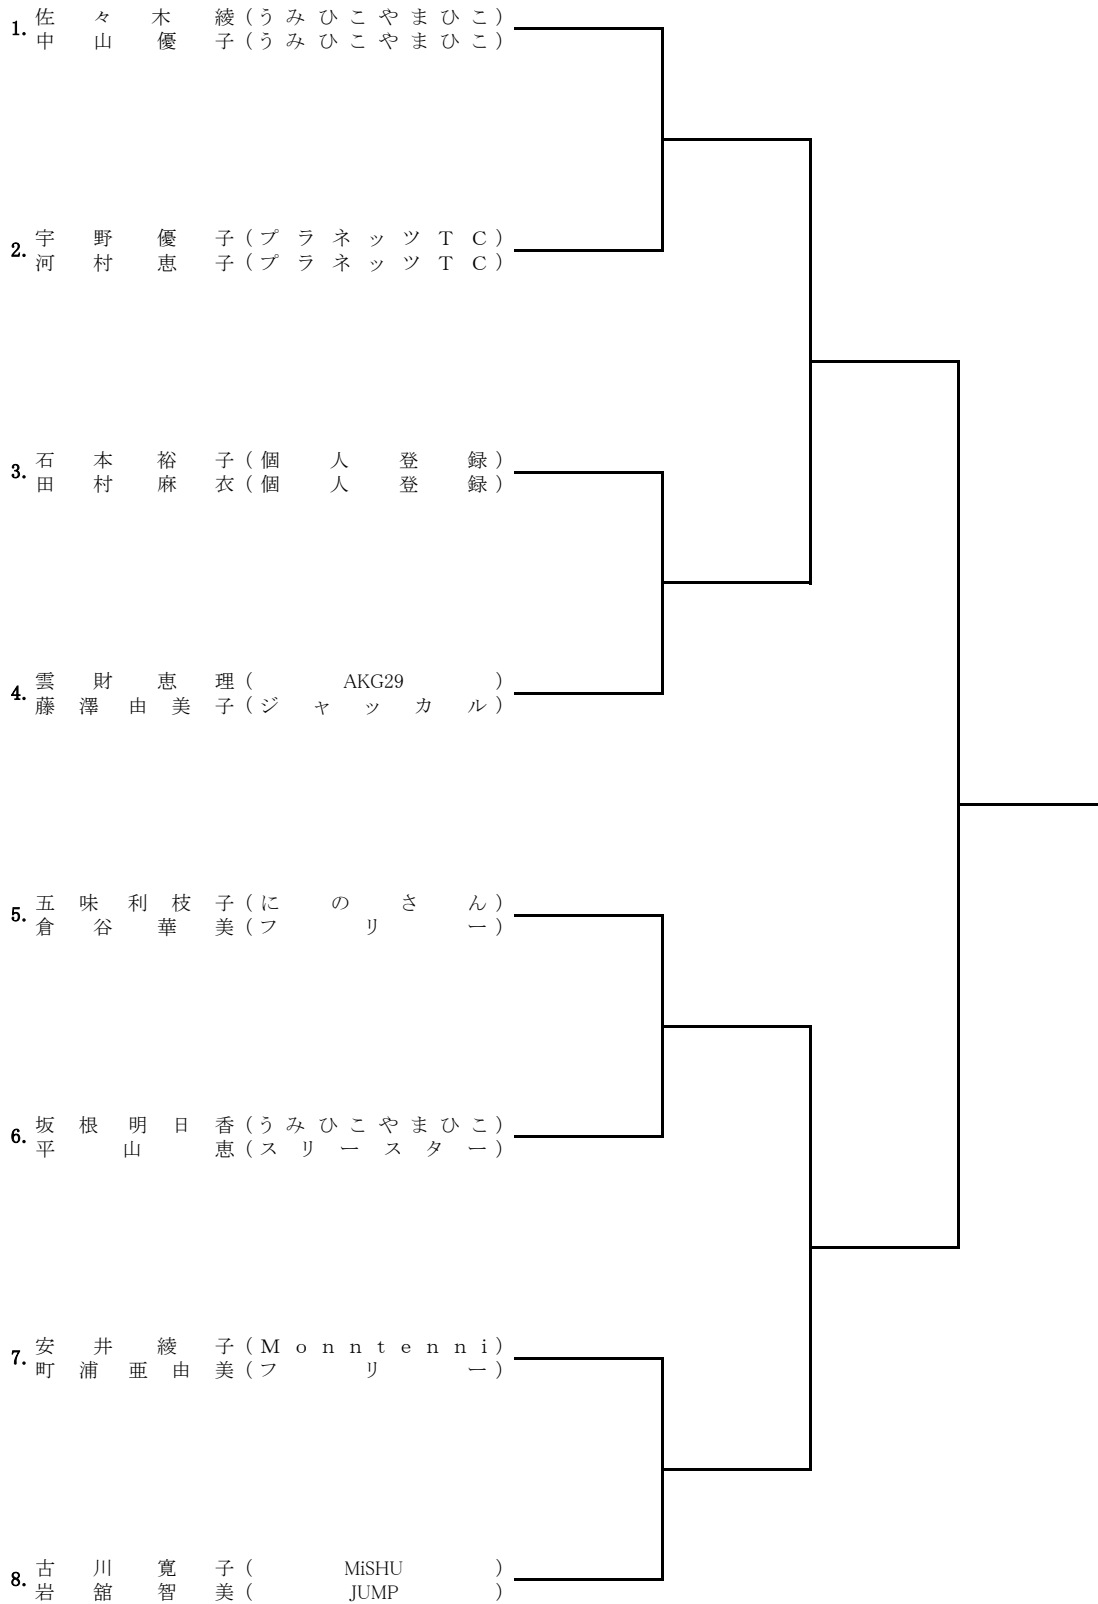 1. 佐々木綾(うみひこやまひこ)
中山優子(うみひこやまひこ)
2. 宇野優子(プラネッツTC)
河村恵子(プラネッツTC)
3. 石本裕子(個人登録)
田村麻衣(個人登録)
4. 雲財恵理(AKG29)
藤澤由美子(ジャッカル)
5. 五味利枝子(にのさん)
倉谷華美(フリー)
6. 坂根明日香(うみひこやまひこ)
平山恵(スリースター)
7. 安井綾子(Monntenni)
町浦亜由美(フリー)
8. 古川寛子(MiSHU)
岩舘智美(JUMP)